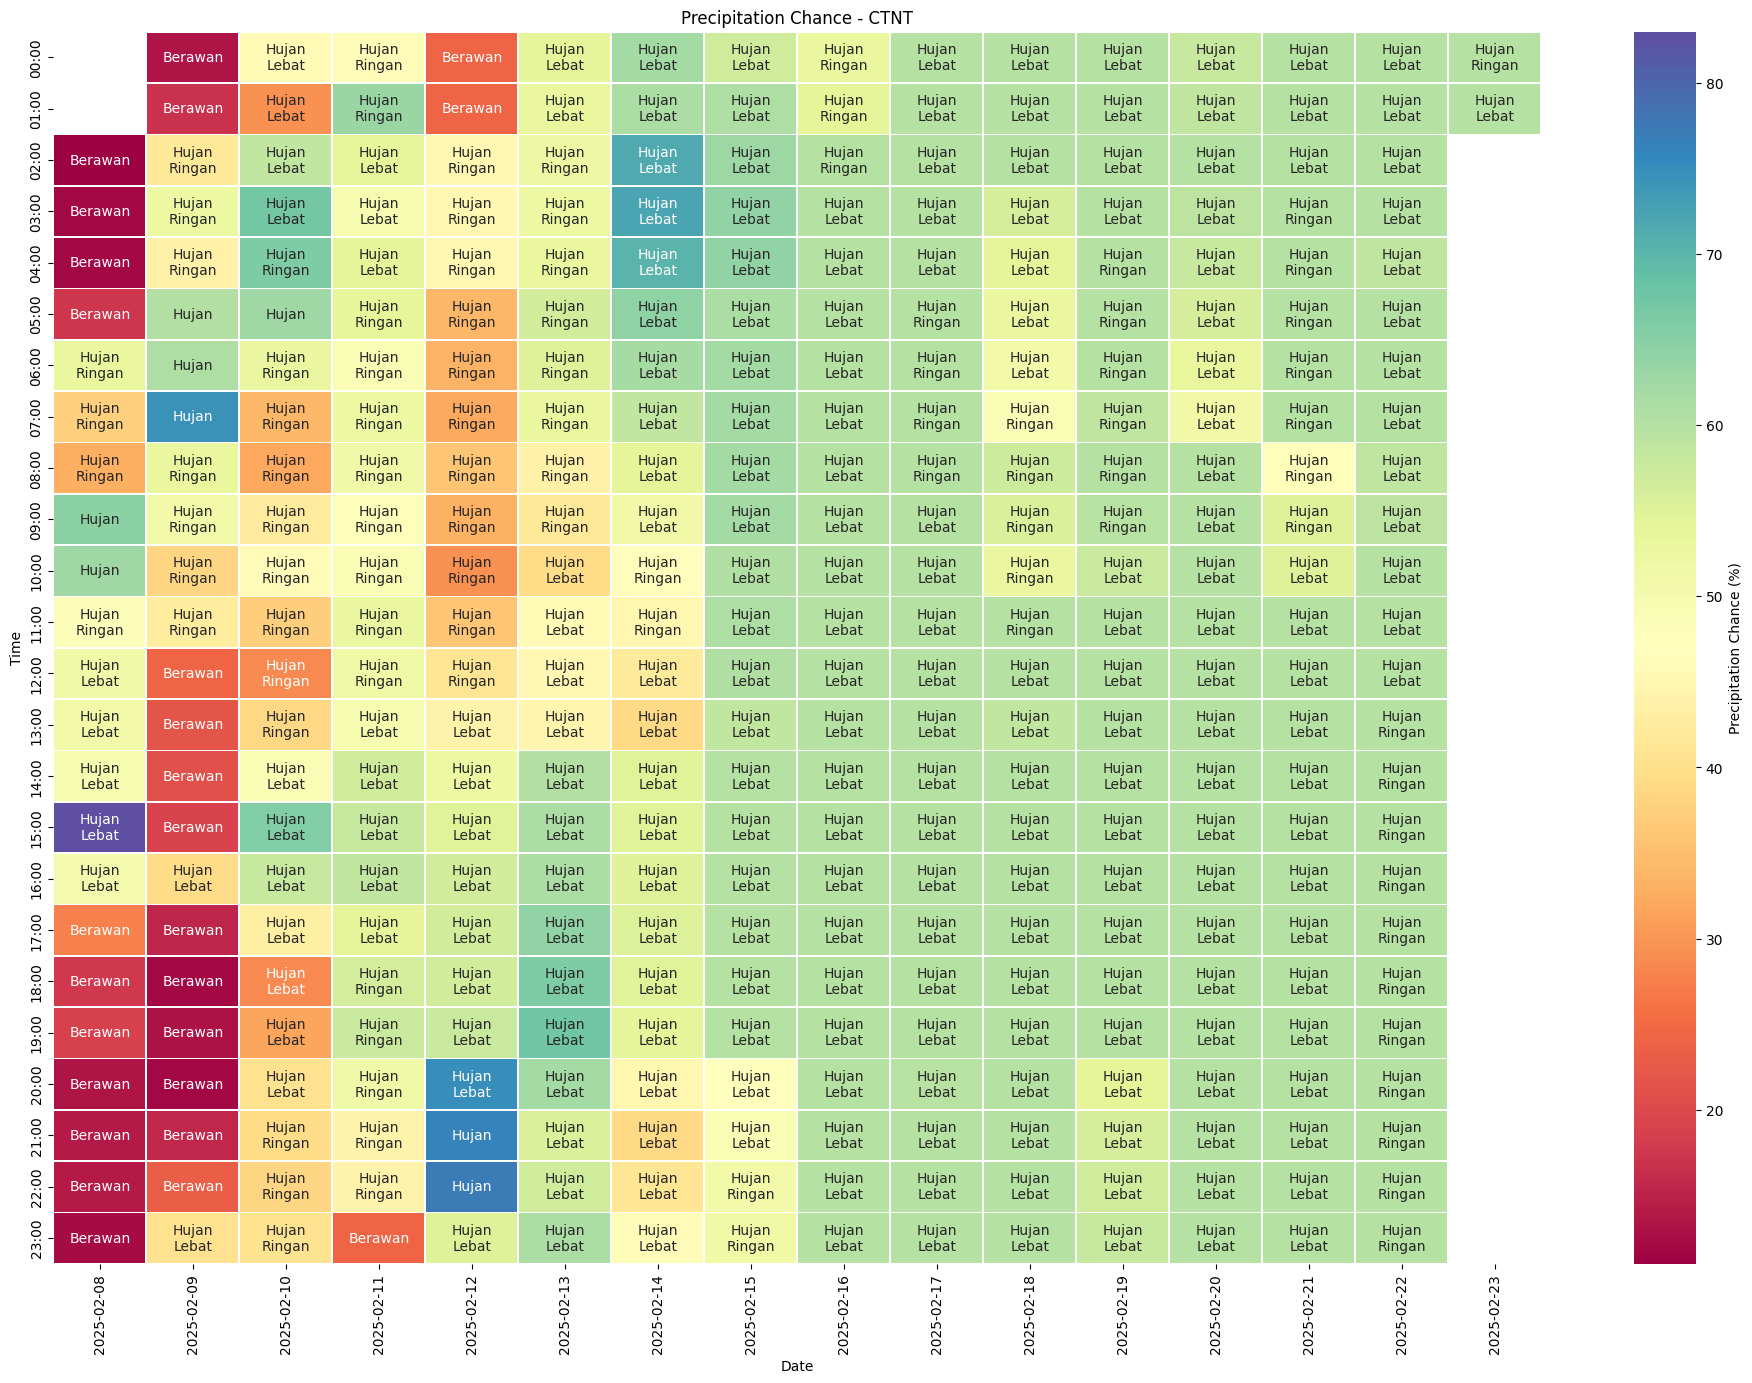 Precipitation Chance - CTNT
00:00 Berawan Hujan Lebat Hujan Ringan Berawan Hujan Lebat Hujan Lebat Hujan Lebat Hujan Ringan Hujan Lebat Hujan Lebat Hujan Lebat Hujan Lebat Hujan Lebat Hujan Lebat Hujan Ringan
01:00 Berawan Hujan Lebat Hujan Ringan Berawan Hujan Lebat Hujan Lebat Hujan Lebat Hujan Ringan Hujan Lebat Hujan Lebat Hujan Lebat Hujan Lebat Hujan Lebat Hujan Lebat Hujan Lebat
02:00 Berawan Hujan Ringan Hujan Lebat Hujan Lebat Hujan Ringan Hujan Ringan Hujan Lebat Hujan Lebat Hujan Ringan Hujan Lebat Hujan Lebat Hujan Lebat Hujan Lebat Hujan Lebat Hujan Lebat
03:00 Berawan Hujan Ringan Hujan Lebat Hujan Lebat Hujan Ringan Hujan Ringan Hujan Lebat Hujan Lebat Hujan Lebat Hujan Lebat Hujan Lebat Hujan Lebat Hujan Lebat Hujan Ringan Hujan Lebat
04:00 Berawan Hujan Ringan Hujan Ringan Hujan Lebat Hujan Ringan Hujan Ringan Hujan Lebat Hujan Lebat Hujan Lebat Hujan Lebat Hujan Lebat Hujan Ringan Hujan Lebat Hujan Ringan Hujan Lebat
05:00 Berawan Hujan Hujan Hujan Ringan Hujan Ringan Hujan Ringan Hujan Lebat Hujan Lebat Hujan Lebat Hujan Ringan Hujan Lebat Hujan Ringan Hujan Lebat Hujan Ringan Hujan Lebat
06:00 Hujan Ringan Hujan Hujan Ringan Hujan Ringan Hujan Ringan Hujan Ringan Hujan Lebat Hujan Lebat Hujan Lebat Hujan Ringan Hujan Lebat Hujan Ringan Hujan Lebat Hujan Ringan Hujan Lebat
07:00 Hujan Ringan Hujan Hujan Ringan Hujan Ringan Hujan Ringan Hujan Ringan Hujan Lebat Hujan Lebat Hujan Lebat Hujan Ringan Hujan Ringan Hujan Ringan Hujan Lebat Hujan Ringan Hujan Lebat
08:00 Hujan Ringan Hujan Ringan Hujan Ringan Hujan Ringan Hujan Ringan Hujan Ringan Hujan Lebat Hujan Lebat Hujan Lebat Hujan Ringan Hujan Ringan Hujan Ringan Hujan Lebat Hujan Ringan Hujan Lebat
09:00 Hujan Hujan Ringan Hujan Ringan Hujan Ringan Hujan Ringan Hujan Ringan Hujan Lebat Hujan Lebat Hujan Lebat Hujan Lebat Hujan Ringan Hujan Ringan Hujan Lebat Hujan Ringan Hujan Lebat
10:00 Hujan Hujan Ringan Hujan Ringan Hujan Ringan Hujan Ringan Hujan Lebat Hujan Ringan Hujan Lebat Hujan Lebat Hujan Lebat Hujan Ringan Hujan Lebat Hujan Lebat Hujan Lebat Hujan Lebat
11:00 Hujan Ringan Hujan Ringan Hujan Ringan Hujan Ringan Hujan Ringan Hujan Lebat Hujan Ringan Hujan Lebat Hujan Lebat Hujan Lebat Hujan Ringan Hujan Lebat Hujan Lebat Hujan Lebat Hujan Lebat
12:00 Hujan Lebat Berawan Hujan Ringan Hujan Ringan Hujan Ringan Hujan Lebat Hujan Lebat Hujan Lebat Hujan Lebat Hujan Lebat Hujan Lebat Hujan Lebat Hujan Lebat Hujan Lebat Hujan Lebat
13:00 Hujan Lebat Berawan Hujan Ringan Hujan Lebat Hujan Lebat Hujan Lebat Hujan Lebat Hujan Lebat Hujan Lebat Hujan Lebat Hujan Lebat Hujan Lebat Hujan Lebat Hujan Lebat Hujan Ringan
14:00 Hujan Lebat Berawan Hujan Lebat Hujan Lebat Hujan Lebat Hujan Lebat Hujan Lebat Hujan Lebat Hujan Lebat Hujan Lebat Hujan Lebat Hujan Lebat Hujan Lebat Hujan Lebat Hujan Ringan
15:00 Hujan Lebat Berawan Hujan Lebat Hujan Lebat Hujan Lebat Hujan Lebat Hujan Lebat Hujan Lebat Hujan Lebat Hujan Lebat Hujan Lebat Hujan Lebat Hujan Lebat Hujan Lebat Hujan Ringan
16:00 Hujan Lebat Hujan Lebat Hujan Lebat Hujan Lebat Hujan Lebat Hujan Lebat Hujan Lebat Hujan Lebat Hujan Lebat Hujan Lebat Hujan Lebat Hujan Lebat Hujan Lebat Hujan Lebat Hujan Ringan
17:00 Berawan Berawan Hujan Lebat Hujan Lebat Hujan Lebat Hujan Lebat Hujan Lebat Hujan Lebat Hujan Lebat Hujan Lebat Hujan Lebat Hujan Lebat Hujan Lebat Hujan Lebat Hujan Ringan
18:00 Berawan Berawan Hujan Lebat Hujan Ringan Hujan Lebat Hujan Lebat Hujan Lebat Hujan Lebat Hujan Lebat Hujan Lebat Hujan Lebat Hujan Lebat Hujan Lebat Hujan Lebat Hujan Ringan
19:00 Berawan Berawan Hujan Lebat Hujan Ringan Hujan Lebat Hujan Lebat Hujan Lebat Hujan Lebat Hujan Lebat Hujan Lebat Hujan Lebat Hujan Lebat Hujan Lebat Hujan Lebat Hujan Ringan
20:00 Berawan Berawan Hujan Lebat Hujan Ringan Hujan Lebat Hujan Lebat Hujan Lebat Hujan Lebat Hujan Lebat Hujan Lebat Hujan Lebat Hujan Lebat Hujan Lebat Hujan Lebat Hujan Ringan
21:00 Berawan Berawan Hujan Ringan Hujan Ringan Hujan Hujan Lebat Hujan Lebat Hujan Lebat Hujan Lebat Hujan Lebat Hujan Lebat Hujan Lebat Hujan Lebat Hujan Lebat Hujan Ringan
22:00 Berawan Berawan Hujan Ringan Hujan Ringan Hujan Hujan Lebat Hujan Lebat Hujan Ringan Hujan Lebat Hujan Lebat Hujan Lebat Hujan Lebat Hujan Lebat Hujan Lebat Hujan Ringan
23:00 Berawan Hujan Lebat Hujan Ringan Berawan Hujan Lebat Hujan Lebat Hujan Lebat Hujan Ringan Hujan Lebat Hujan Lebat Hujan Lebat Hujan Lebat Hujan Lebat Hujan Lebat Hujan Ringan
Time
2025-02-08 2025-02-09 2025-02-10 2025-02-11 2025-02-12 2025-02-13 2025-02-14 2025-02-15 2025-02-16 2025-02-17 2025-02-18 2025-02-19 2025-02-20 2025-02-21 2025-02-22 2025-02-23
Date
80
70
60
50
40
30
20
Precipitation Chance (%)